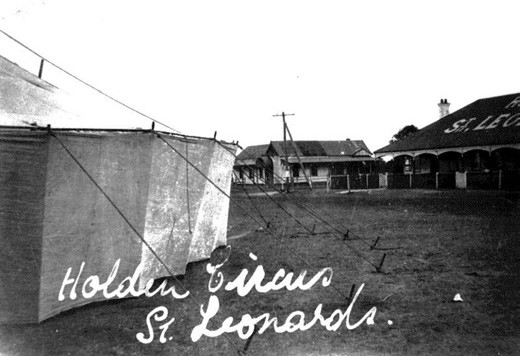 ST. LEO
Holden Circus
St. Leonards.